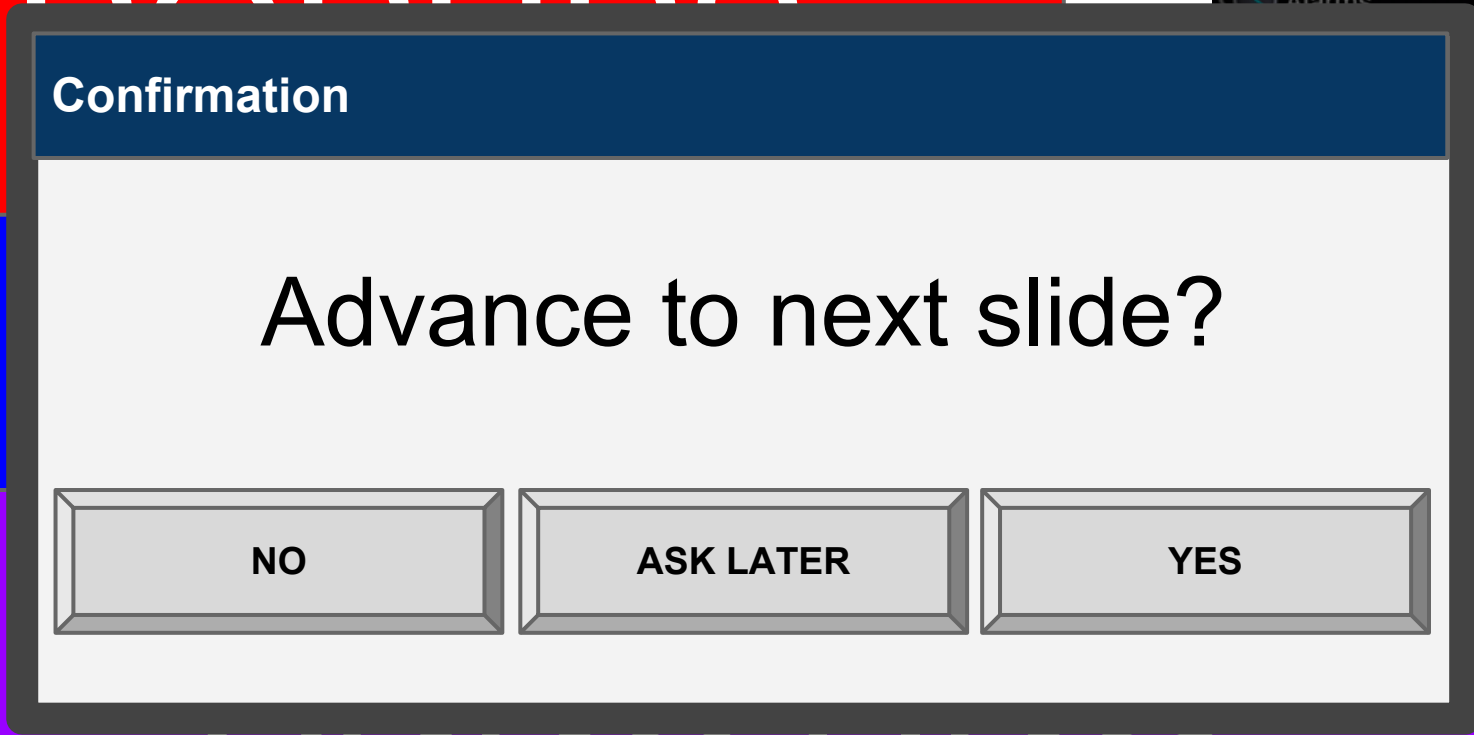 Confirmation
Advance to next slide?
NO
ASK LATER
YES